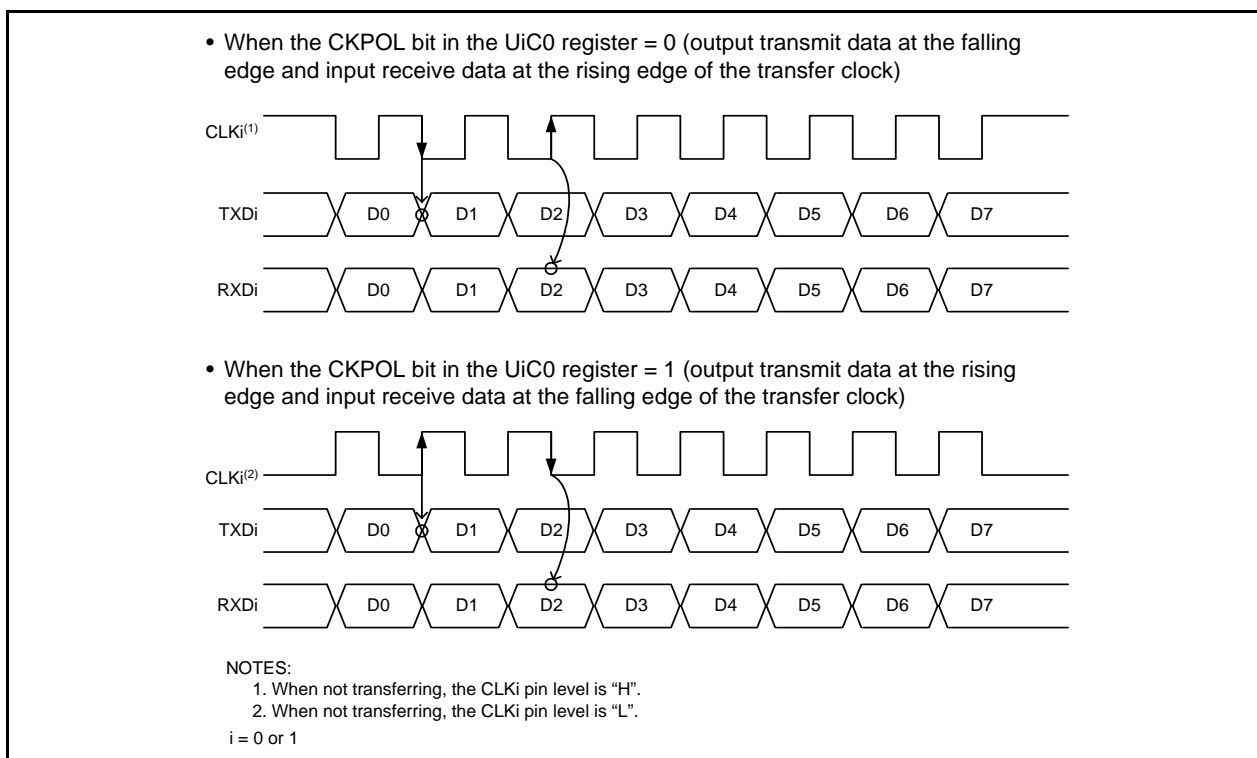 • When the CKPOL bit in the UiC0 register = 0 (output transmit data at the falling
edge and input receive data at the rising edge of the transfer clock)
CLKi(1)
TXDi D0 D1 D2 D3 D4 D5 D6 D7
RXDi D0 D1 D2 D3 D4 D5 D6 D7
• When the CKPOL bit in the UiC0 register = 1 (output transmit data at the rising
edge and input receive data at the falling edge of the transfer clock)
CLKi(2)
TXDi D0 D1 D2 D3 D4 D5 D6 D7
RXDi D0 D1 D2 D3 D4 D5 D6 D7
NOTES:
1. When not transferring, the CLKi pin level is “H”.
2. When not transferring, the CLKi pin level is “L”.
i = 0 or 1